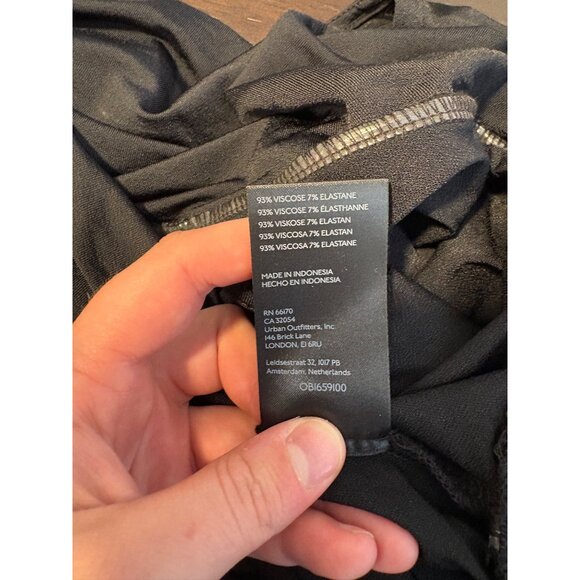 93% VISCOSE 7% ELASTANE
93% VISCOSE 7% ÉLASTHANNE
93% VISKOSE 7% ELASTAN
93% VISCOSA 7% ELASTAN
93% VISCOSA 7% ELASTANE
MADE IN INDONESIA
HECHO EN INDONESIA
RN 66170
CA 32054
Urban Outfitters, Inc.
146 Brick Lane
LONDON, E1 6RU
Leidsestraat 32, 1017 PB
Amsterdam, Netherlands
OB1659100